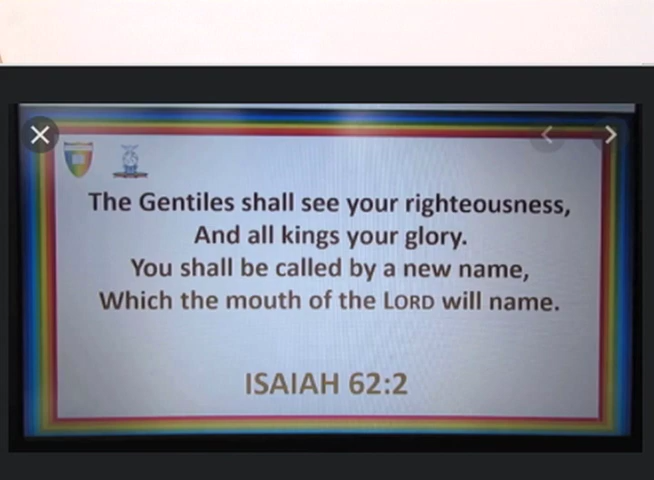 The Gentiles shall see your righteousness,
And all kings your glory.
You shall be called by a new name,
Which the mouth of the LORD will name.
ISAIAH 62:2